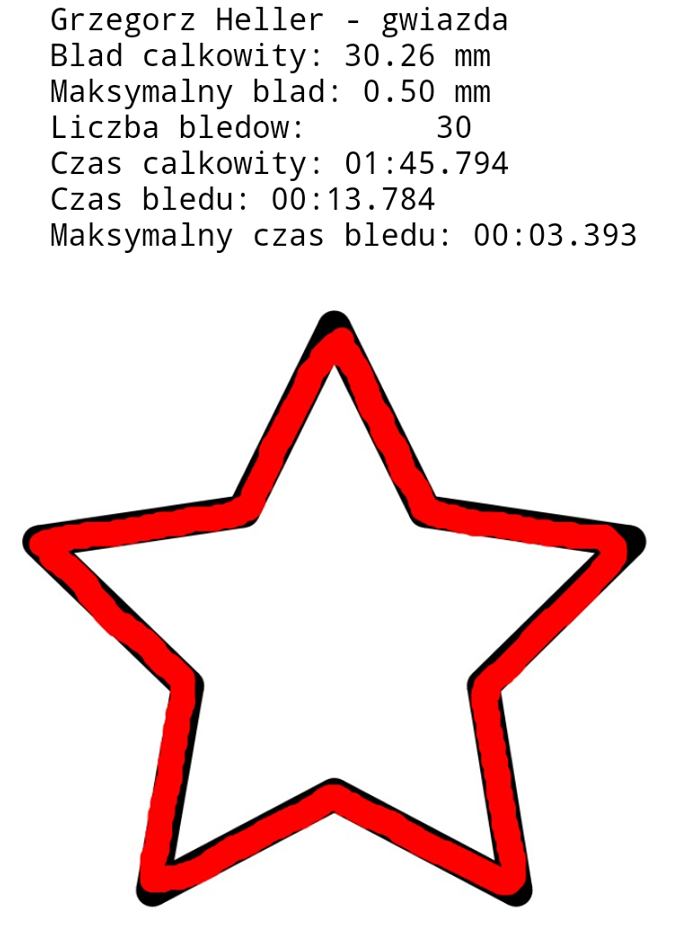 Grzegorz Heller - gwiazda
Blad calkowity: 30.26 mm
Maksymalny blad: 0.50 mm
Liczba bledow:       30
Czas calkowity: 01:45.794
Czas bledu: 00:13.784
Maksymalny czas bledu: 00:03.393